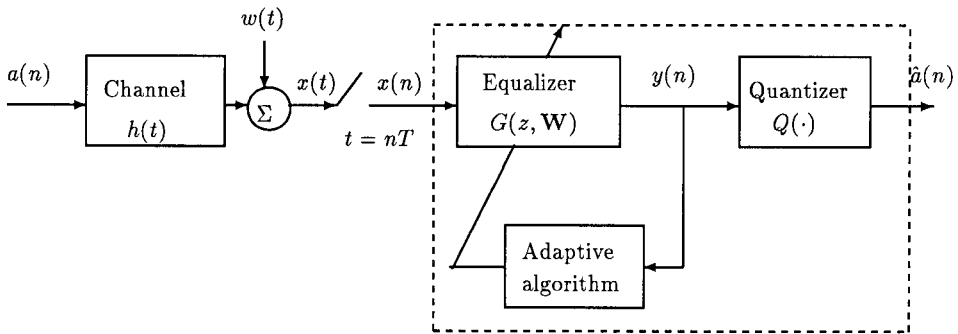 w(t)
a(n)
Channel
h(t)
Σ
x(t)
t = nT
x(n)
Equalizer
G(z, W)
y(n)
Quantizer
Q(·)
â(n)
Adaptive
algorithm